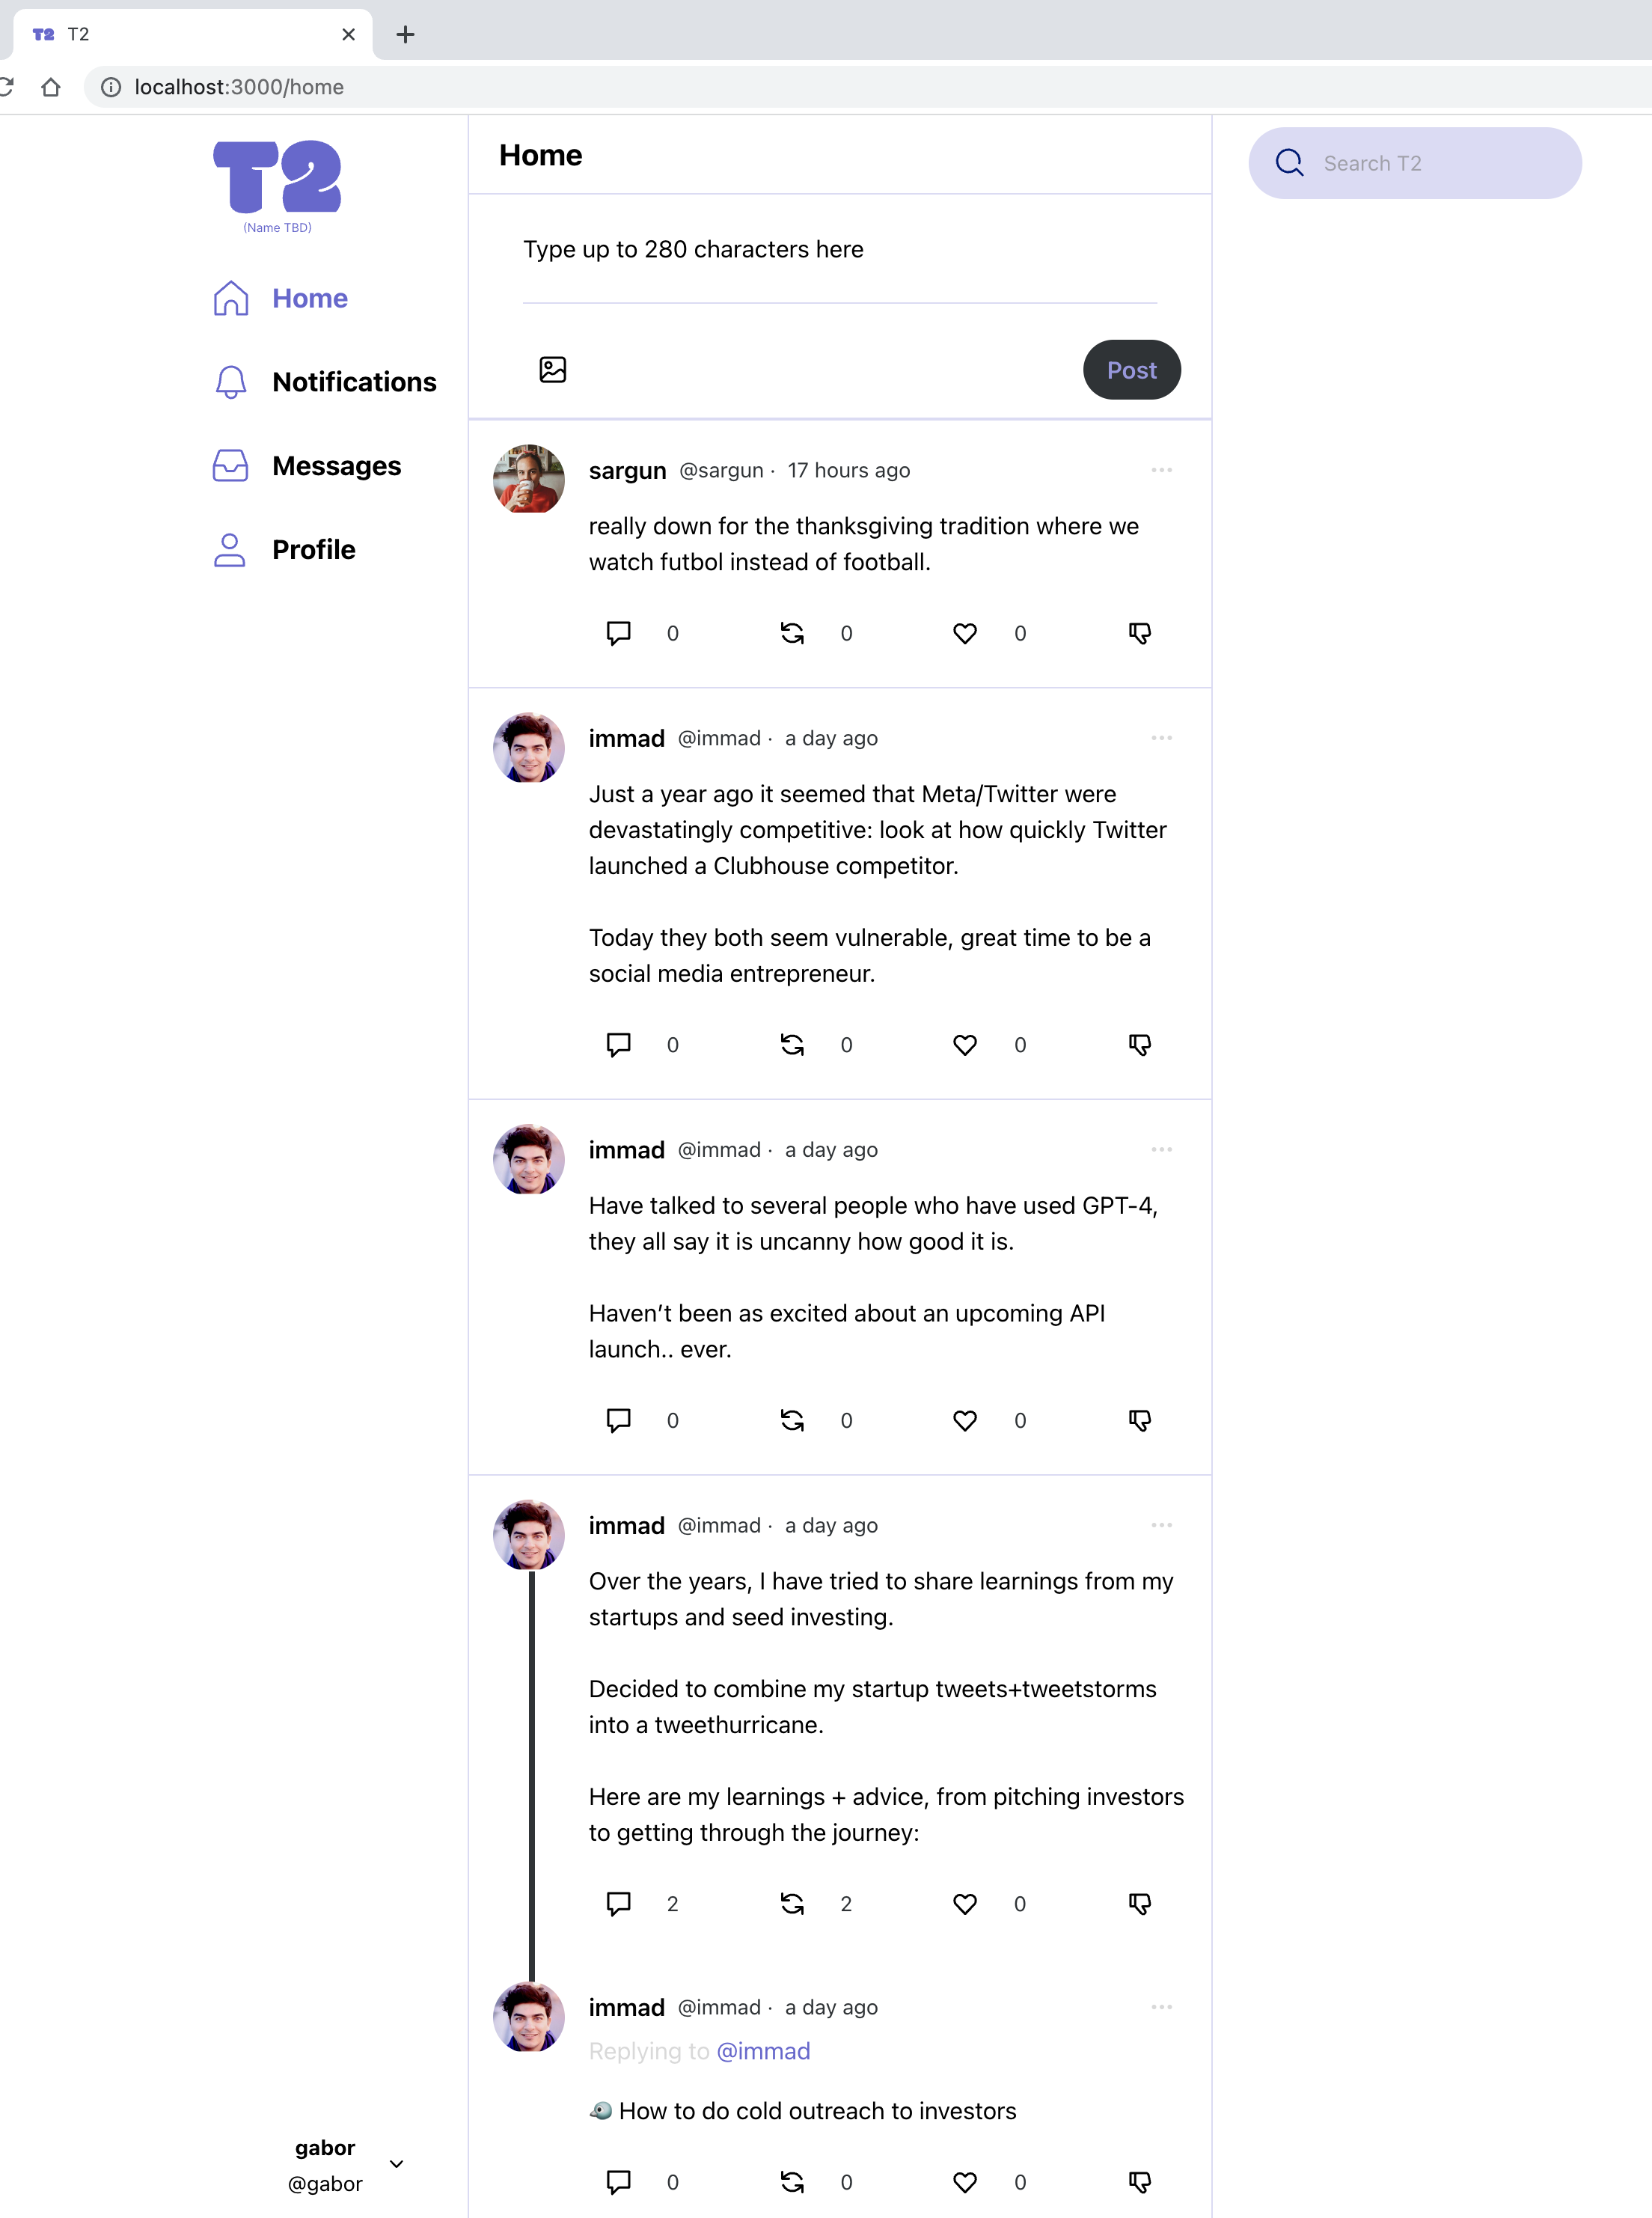 T2 T2
localhost:3000/home
T2
(Name TBD)
Home
Notifications
Messages
Profile
gabor
@gabor
Home
Type up to 280 characters here
Post
sargun @sargun · 17 hours ago
really down for the thanksgiving tradition where we
watch futbol instead of football.
0 0 0
immad @immad · a day ago
Just a year ago it seemed that Meta/Twitter were
devastatingly competitive: look at how quickly Twitter
launched a Clubhouse competitor.
Today they both seem vulnerable, great time to be a
social media entrepreneur.
0 0 0
immad @immad · a day ago
Have talked to several people who have used GPT-4,
they all say it is uncanny how good it is.
Haven’t been as excited about an upcoming API
launch.. ever.
0 0 0
immad @immad · a day ago
Over the years, I have tried to share learnings from my
startups and seed investing.
Decided to combine my startup tweets+tweetstorms
into a tweethurricane.
Here are my learnings + advice, from pitching investors
to getting through the journey:
2 2 0
immad @immad · a day ago
Replying to @immad
How to do cold outreach to investors
0 0 0
Search T2